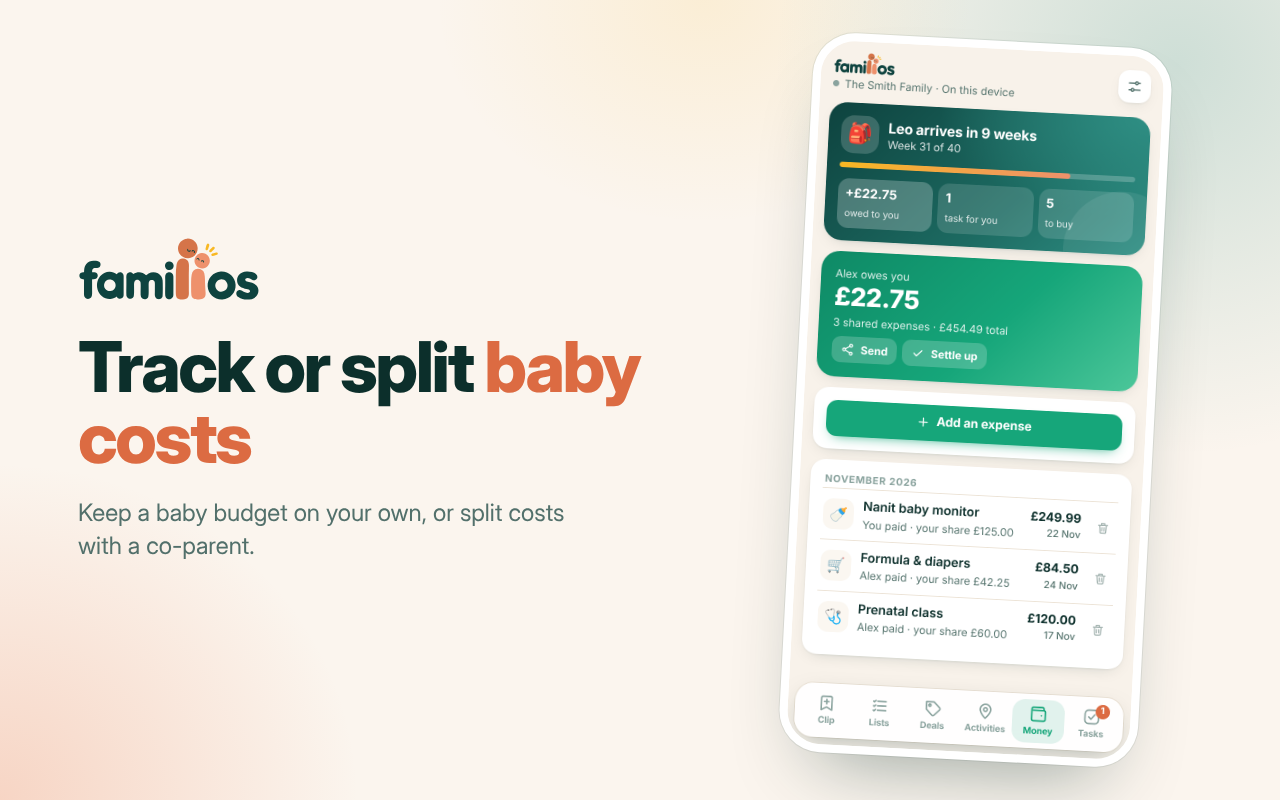 famílios
Track or split baby
costs
Keep a baby budget on your own, or split costs
with a co-parent.
famílios
The Smith Family · On this device
Leo arrives in 9 weeks
Week 31 of 40
+£22.75
owed to you
1
task for you
5
to buy
Alex owes you
£22.75
3 shared expenses · £454.49 total
Send
Settle up
+ Add an expense
NOVEMBER 2026
Nanit baby monitor £249.99
You paid · your share £125.00 22 Nov
Formula & diapers £84.50
Alex paid · your share £42.25 24 Nov
Prenatal class £120.00
Alex paid · your share £60.00 17 Nov
Clip
Lists
Deals
Activities
Money
1
Tasks